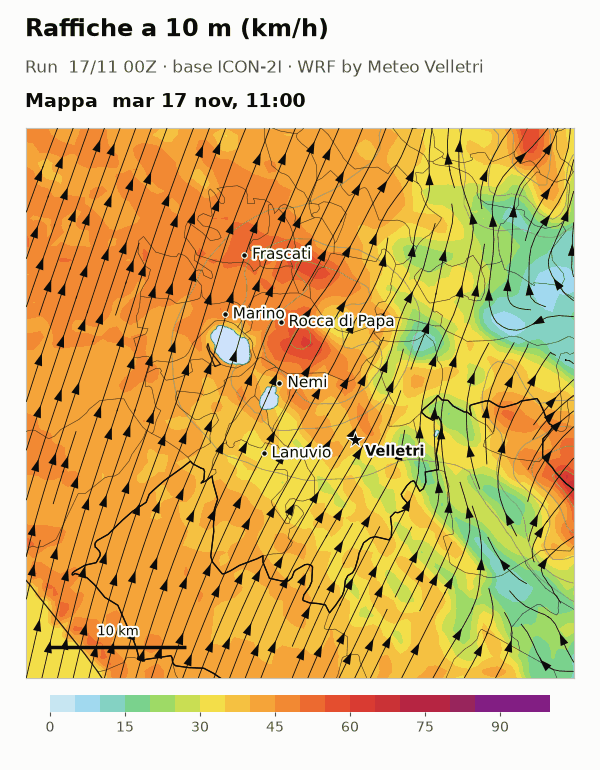 Raffiche a 10 m (km/h)
Run  17/11 00Z · base ICON-2I · WRF by Meteo Velletri
Mappa  mar 17 nov, 11:00
Frascati
Marino
Rocca di Papa
Nemi
Velletri
Lanuvio
10 km
0 15 30 45 60 75 90